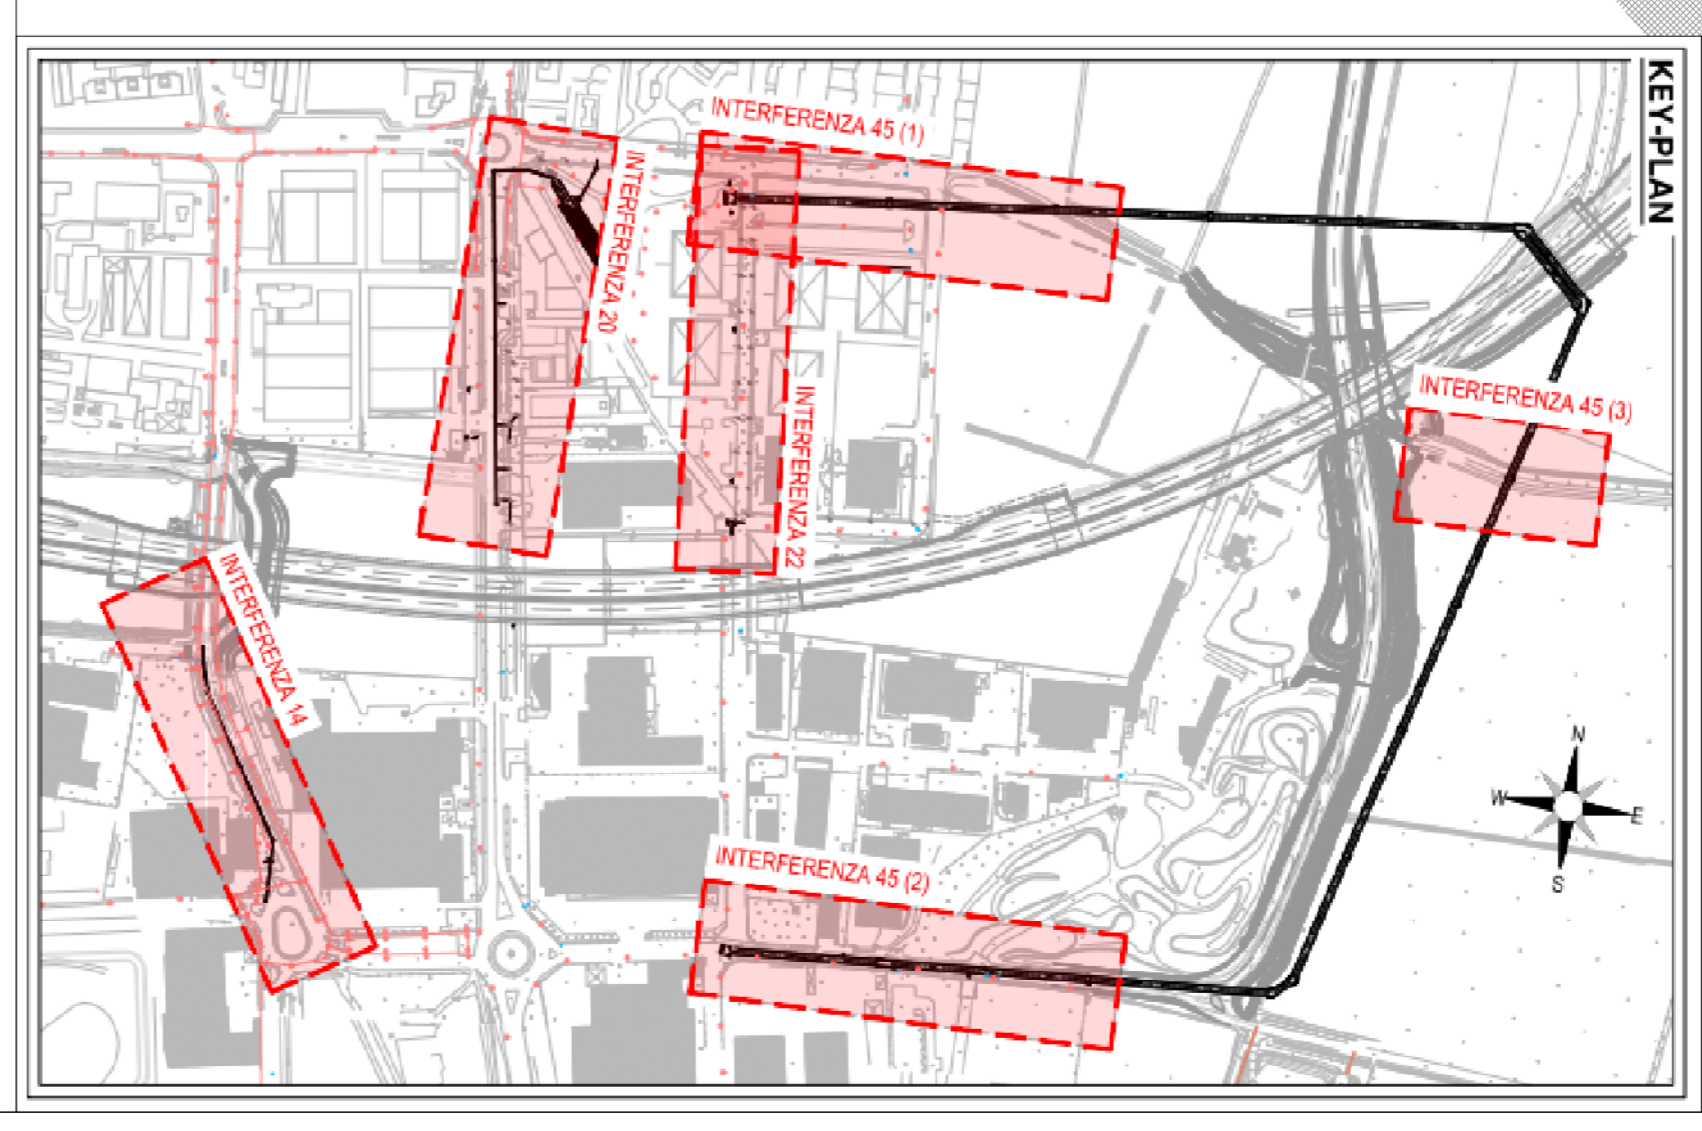 KEY-PLAN
INTERFERENZA 45 (1)
INTERFERENZA 20
INTERFERENZA 45 (3)
INTERFERENZA 22
INTERFERENZA 14
N
W
E
S
INTERFERENZA 45 (2)